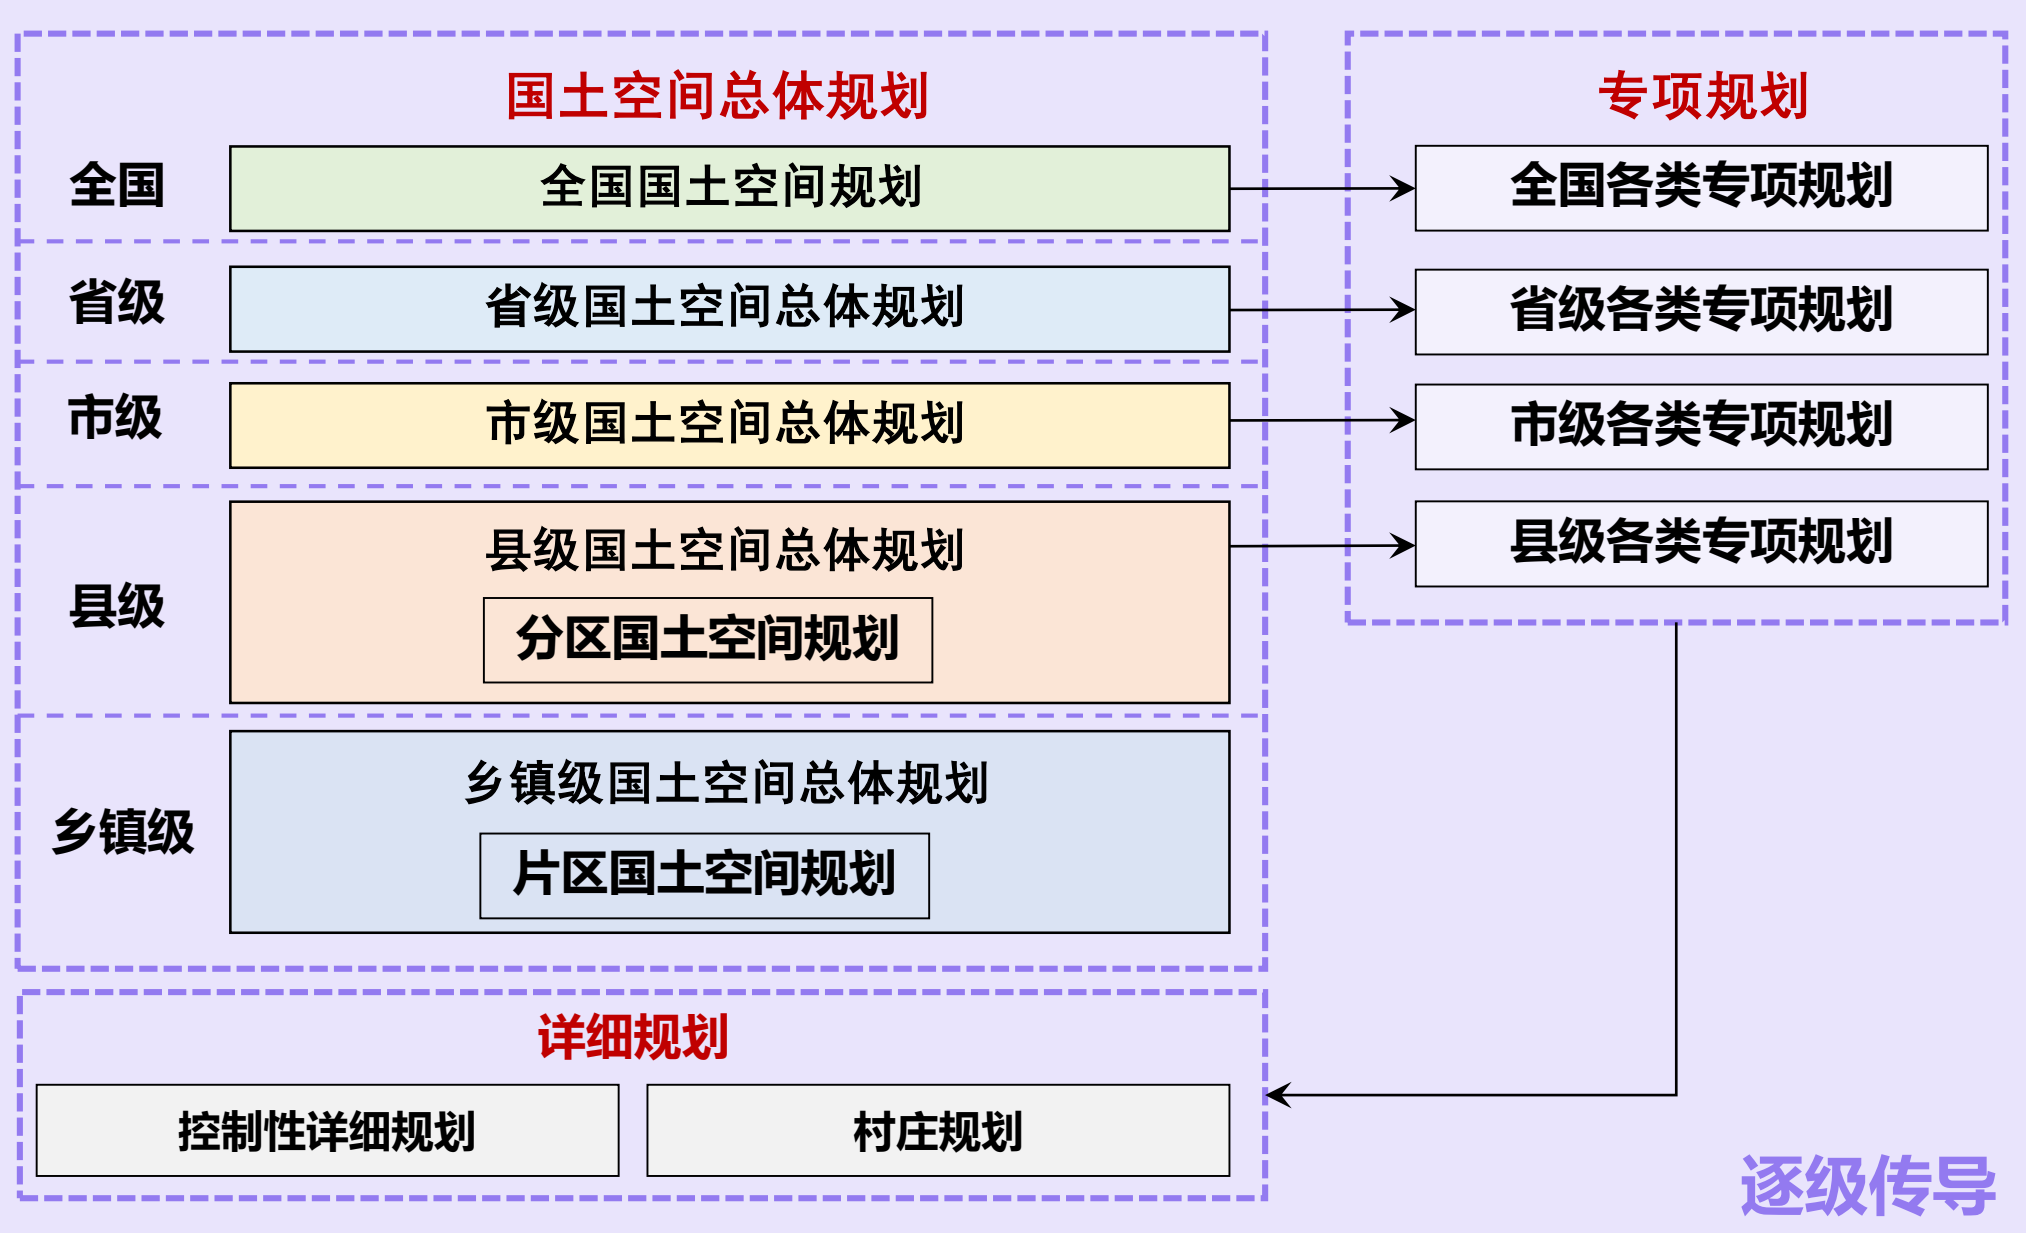 国土空间总体规划
专项规划
全国
全国国土空间规划
全国各类专项规划
省级
省级国土空间总体规划
省级各类专项规划
市级
市级国土空间总体规划
市级各类专项规划
县级
县级国土空间总体规划
分区国土空间规划
县级各类专项规划
乡镇级
乡镇级国土空间总体规划
片区国土空间规划
详细规划
控制性详细规划
村庄规划
逐级传导